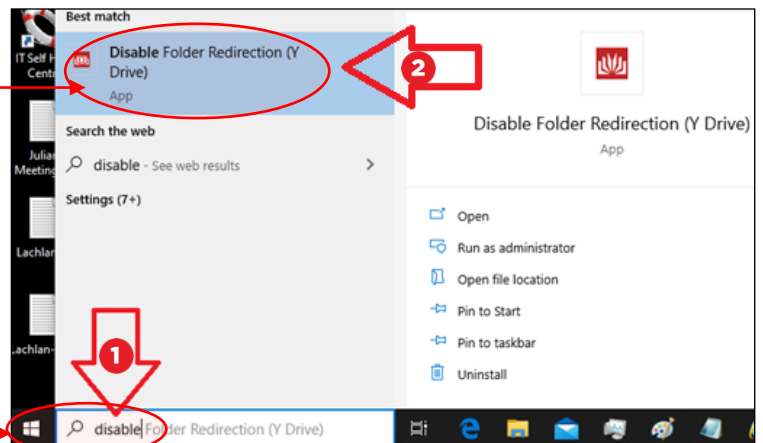 Best match
Disable Folder Redirection (Y
Drive)
App
2
Search the web
disable - See web results
Settings (7+)
Disable Folder Redirection (Y Drive)
App
Open
Run as administrator
Open file location
Pin to Start
Pin to taskbar
Uninstall
IT Self
Cent
Julia
Meeting
Lachlan
Lachlan-
1
disable Folder Redirection (Y Drive)